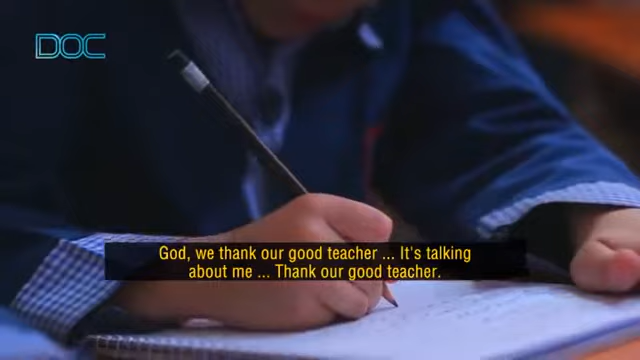 DOC
God, we thank our good teacher ... It's talking
about me ... Thank our good teacher.